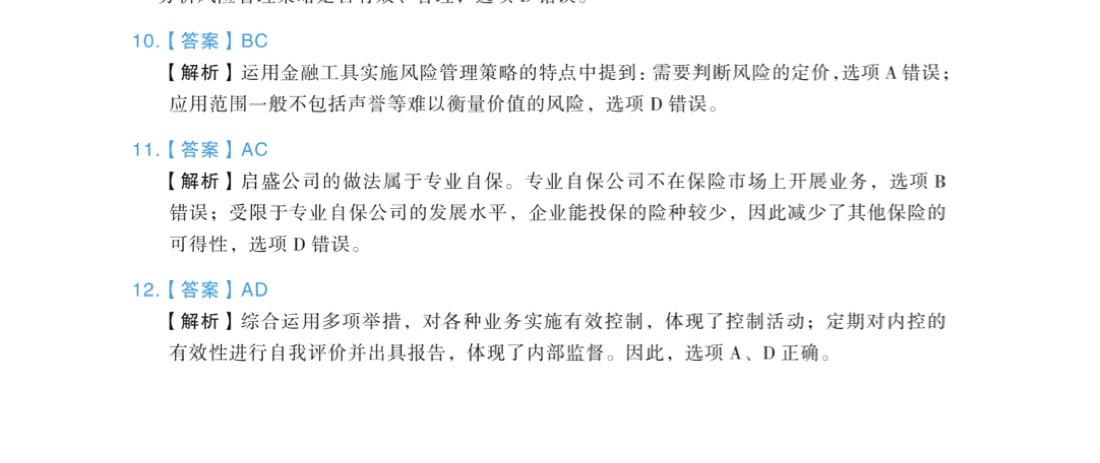 10.【答案】BC
【解析】运用金融工具实施风险管理策略的特点中提到：需要判断风险的定价，选项 A 错误；
应用范围一般不包括声誉等难以衡量价值的风险，选项 D 错误。
11.【答案】AC
【解析】启盛公司的做法属于专业自保。专业自保公司不在保险市场上开展业务，选项 B
错误；受限于专业自保公司的发展水平，企业能投保的险种较少，因此减少了其他保险的
可得性，选项 D 错误。
12.【答案】AD
【解析】综合运用多项举措，对各种业务实施有效控制，体现了控制活动；定期对内控的
有效性进行自我评价并出具报告，体现了内部监督。因此，选项 A、D 正确。